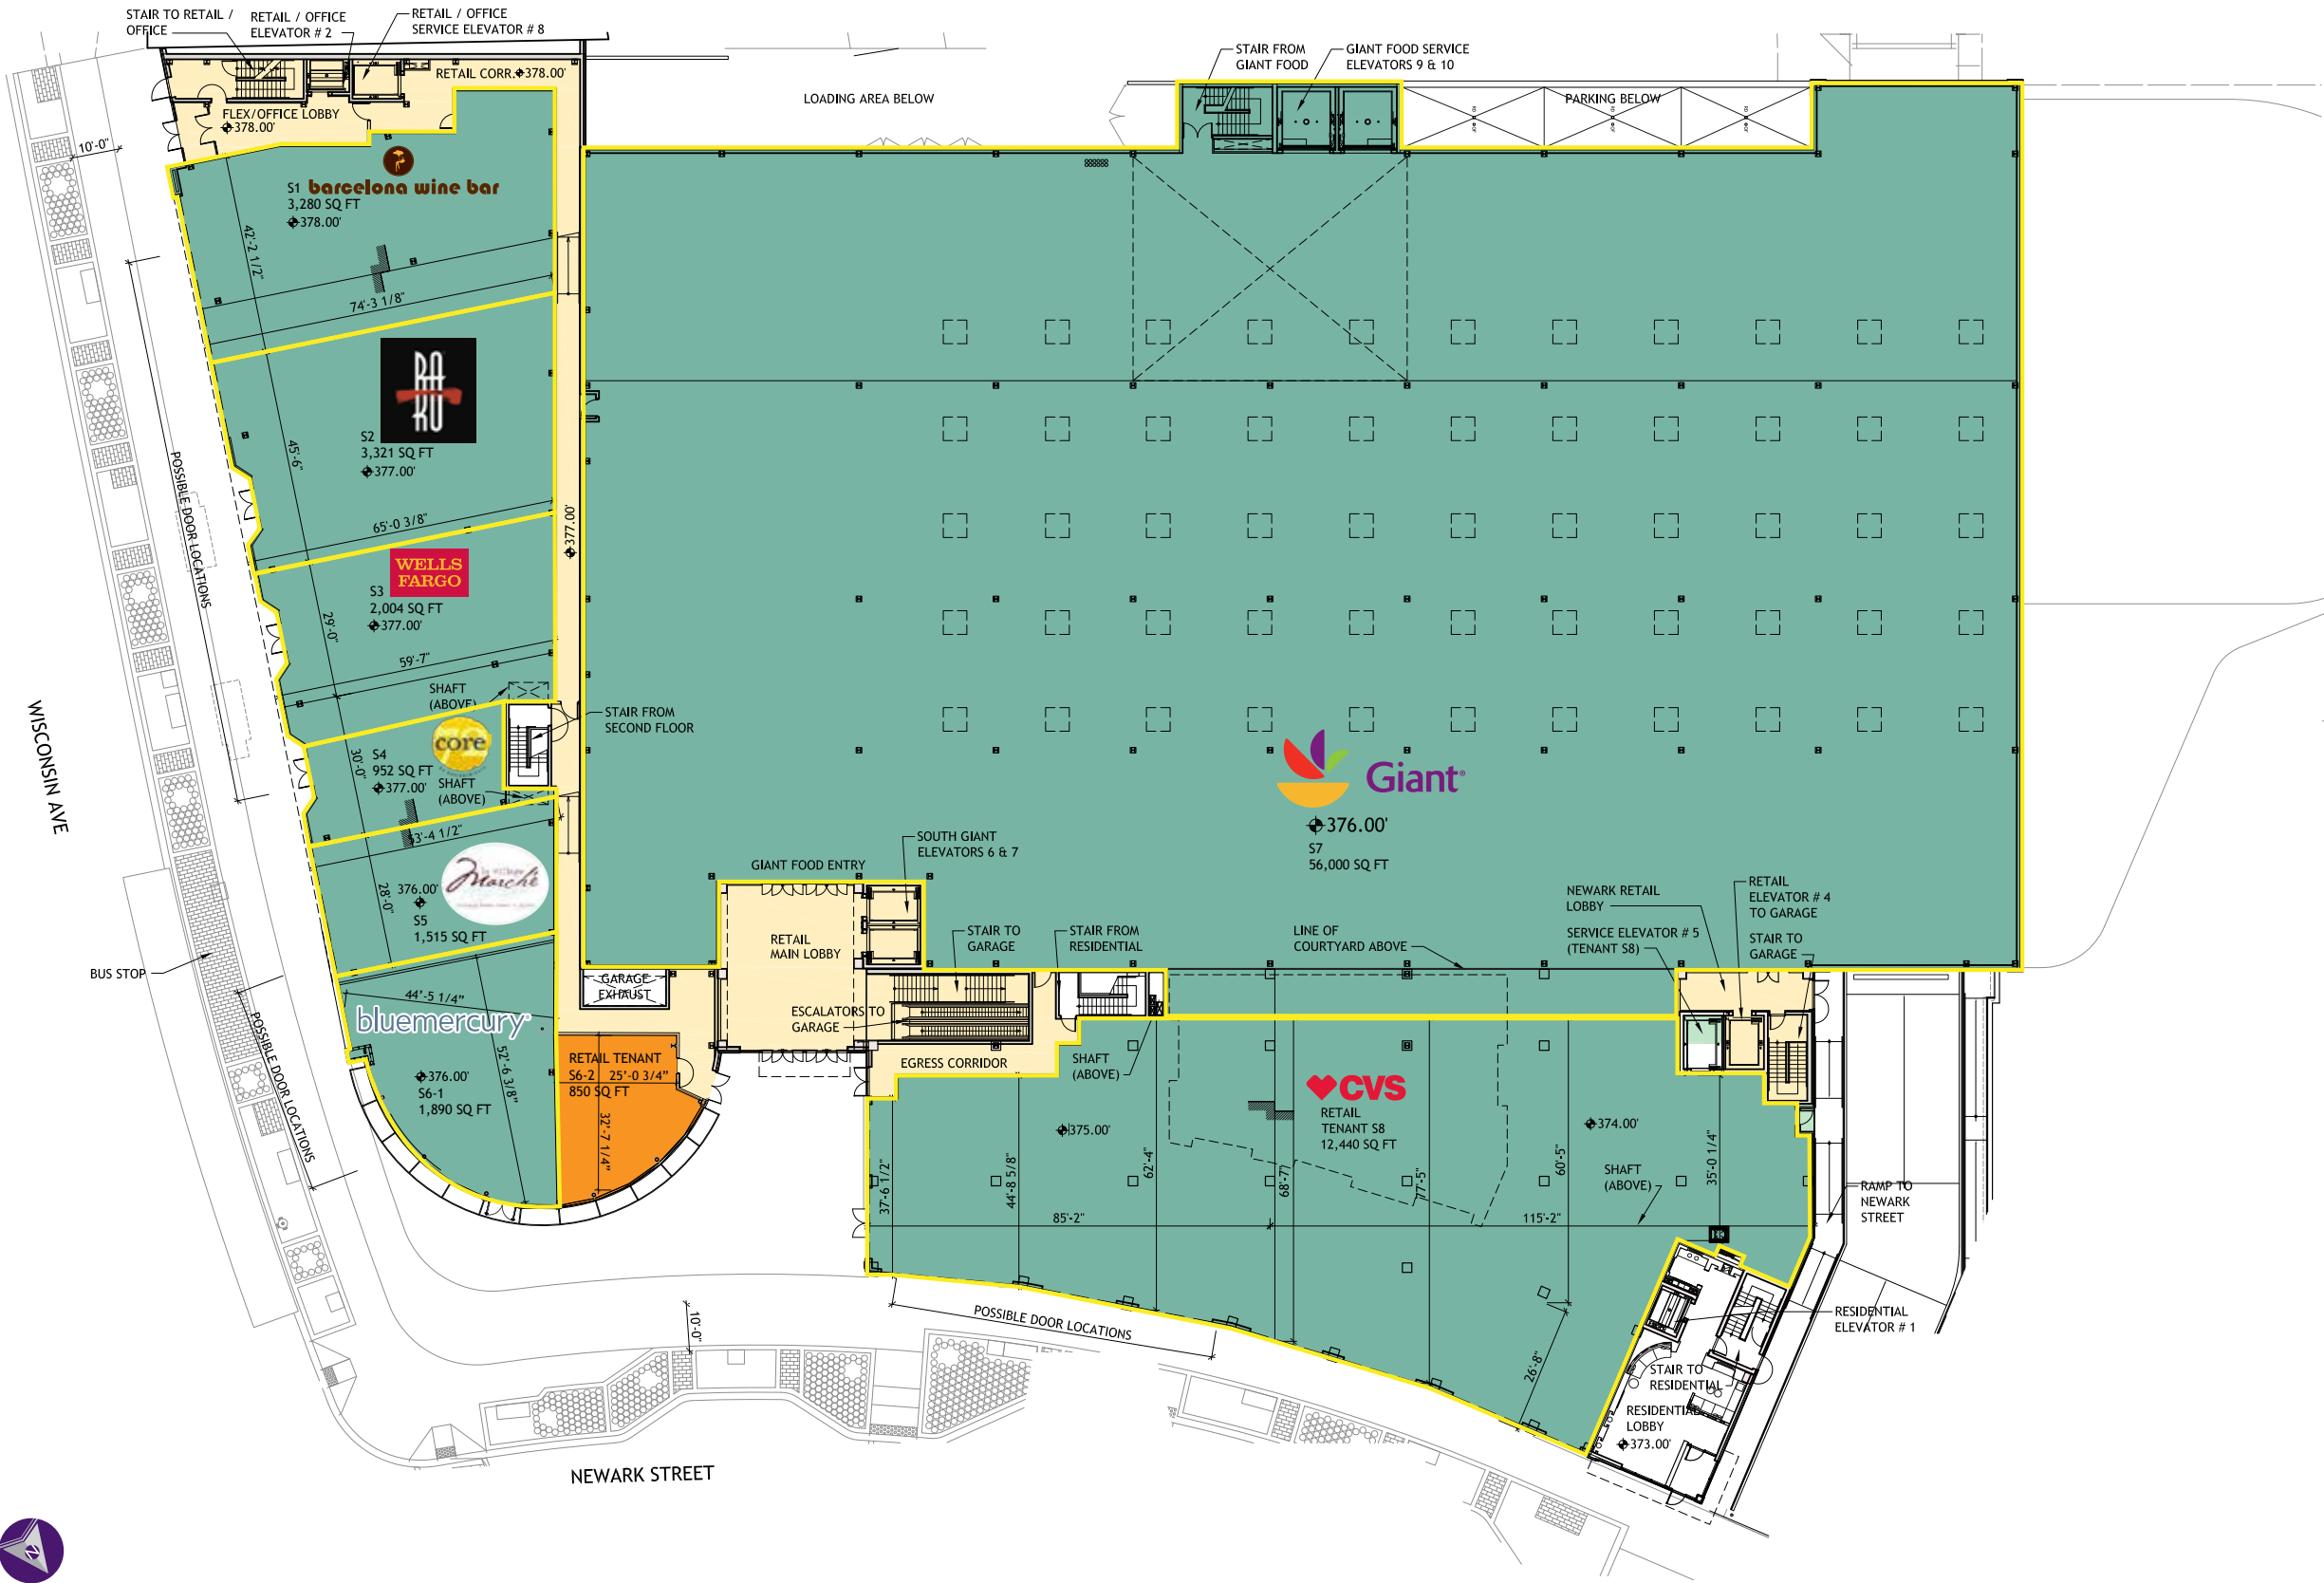 STAIR TO RETAIL /
OFFICE
RETAIL / OFFICE
ELEVATOR # 2
RETAIL / OFFICE
SERVICE ELEVATOR # 8
RETAIL CORR. 378.00'
FLEX/OFFICE LOBBY
378.00'
LOADING AREA BELOW
STAIR FROM
GIANT FOOD
GIANT FOOD SERVICE
ELEVATORS 9 & 10
PARKING BELOW
10'-0"
barcelona wine bar
S1
3,280 SQ FT
378.00'
42'-2 1/2"
74'-3 1/8"
RA
KU
S2
3,321 SQ FT
377.00'
45'-6"
65'-0 3/8"
377.00'
POSSIBLE DOOR LOCATIONS
WELLS
FARGO
S3
2,004 SQ FT
377.00'
29'-0"
59'-7"
SHAFT
(ABOVE)
STAIR FROM
SECOND FLOOR
core
S4
952 SQ FT
377.00'
30'-0"
SHAFT
(ABOVE)
53'-4 1/2"
WISCONSIN AVE
Marché
376.00'
S5
1,515 SQ FT
28'-0"
BUS STOP
Giant
376.00'
S7
56,000 SQ FT
GIANT FOOD ENTRY
SOUTH GIANT
ELEVATORS 6 & 7
RETAIL
MAIN LOBBY
STAIR TO
GARAGE
STAIR FROM
RESIDENTIAL
LINE OF
COURTYARD ABOVE
NEWARK RETAIL
LOBBY
SERVICE ELEVATOR # 5
(TENANT S8)
RETAIL
ELEVATOR # 4
TO GARAGE
STAIR TO
GARAGE
GARAGE
EXHAUST
ESCALATORS TO
GARAGE
EGRESS CORRIDOR
SHAFT
(ABOVE)
44'-5 1/4"
bluemercury
52'-6 3/8"
376.00'
S6-1
1,890 SQ FT
POSSIBLE DOOR LOCATIONS
RETAIL TENANT
S6-2 25'-0 3/4"
850 SQ FT
32'-7 1/4"
CVS
RETAIL
TENANT S8
12,440 SQ FT
375.00'
374.00'
37'-6 1/2"
44'-8 5/8"
62'-4"
68'-7"
77'-5"
60'-5"
35'-0 1/4"
SHAFT
(ABOVE)
85'-2"
115'-2"
26'-8"
RAMP TO
NEWARK
STREET
RESIDENTIAL
ELEVATOR # 1
STAIR TO
RESIDENTIAL
RESIDENTIAL
LOBBY
373.00'
POSSIBLE DOOR LOCATIONS
10'-0"
NEWARK STREET
N